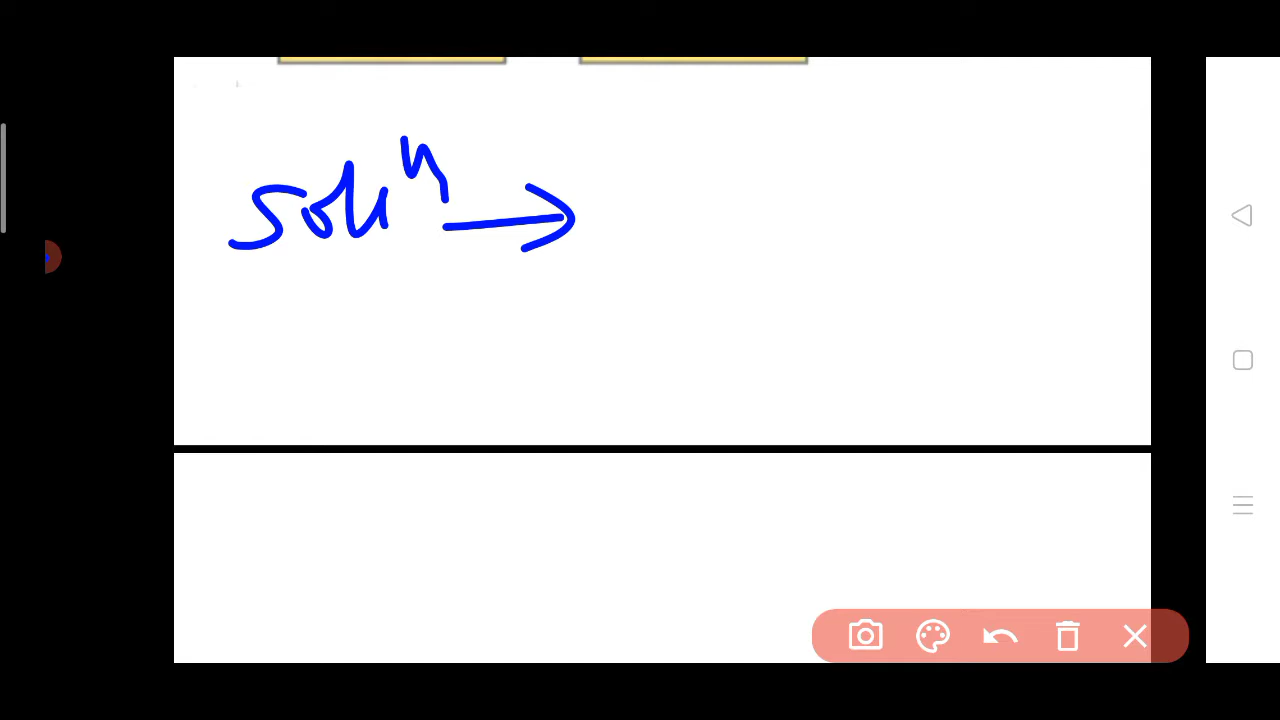 Solⁿ →